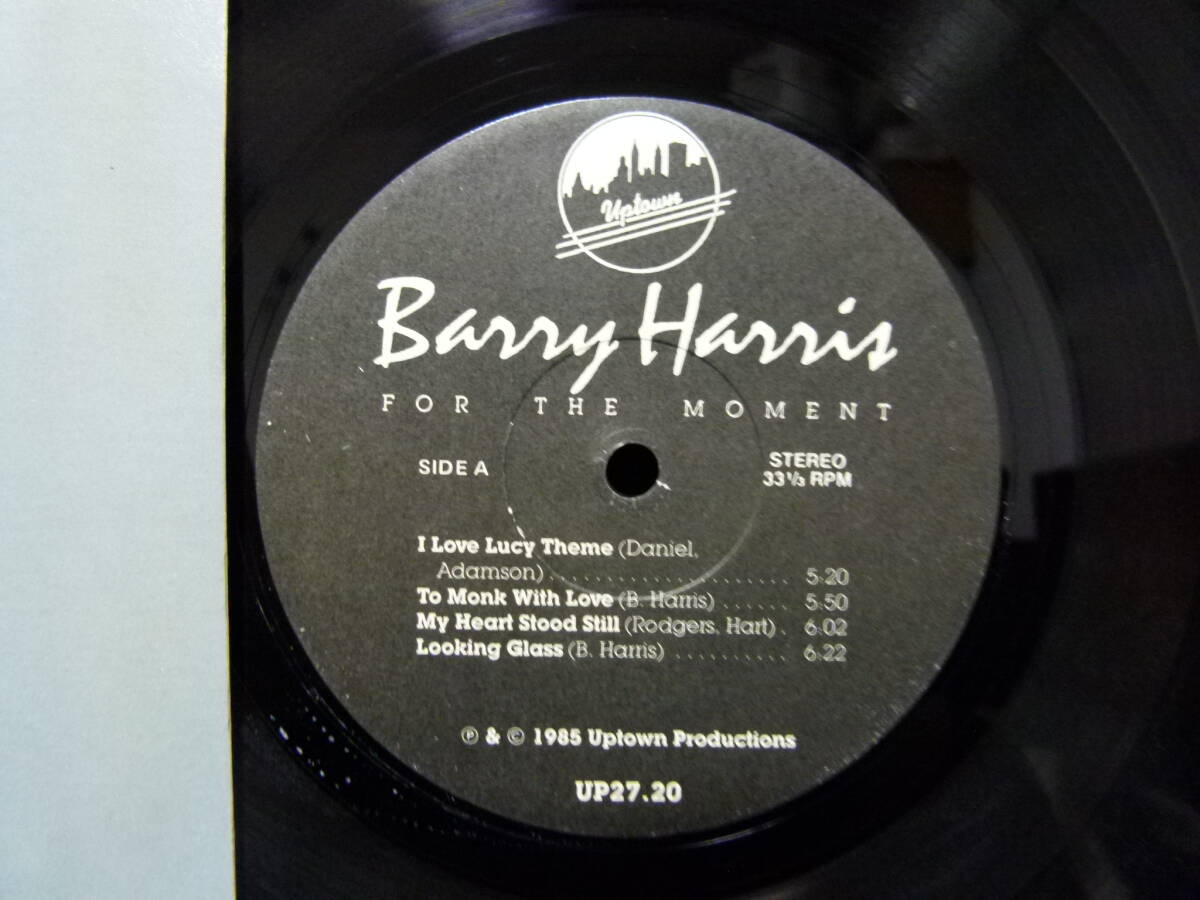 Uptown
Barry Harris
FOR THE MOMENT
SIDE A
STEREO
33⅓ RPM
I Love Lucy Theme (Daniel,
Adamson) . . . . . . . . . . . . . . . . . . . . . . 5:20
To Monk With Love (B. Harris) . . . . . . 5:50
My Heart Stood Still (Rodgers, Hart) . 6:02
Looking Glass (B. Harris) . . . . . . . . . . 6:22
℗ & © 1985 Uptown Productions
UP27.20